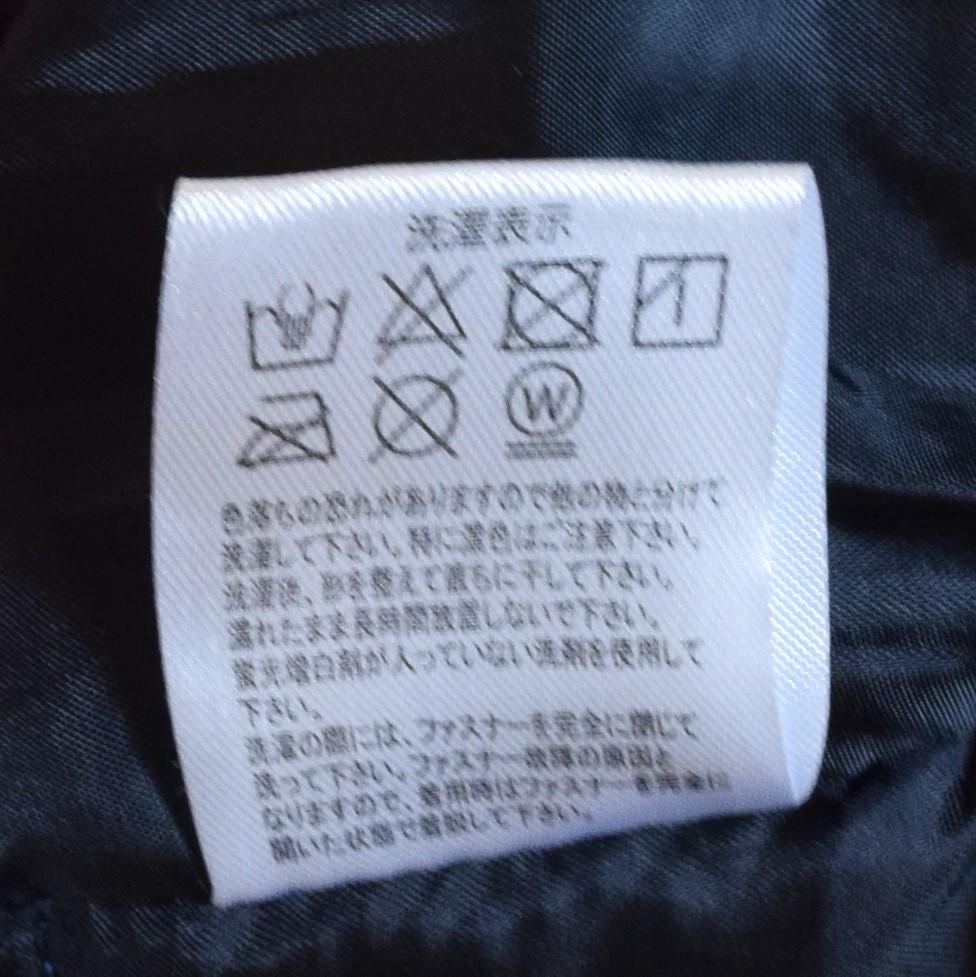 洗濯表示
W
色落ちの恐れがありますので他の物と分けて
洗濯して下さい。特に濃色はご注意下さい。
洗濯後、形を整えて直ちに干して下さい。
濡れたまま長時間放置しないで下さい。
蛍光増白剤が入っていない洗剤を使用して
下さい。
洗濯の際には、ファスナーを完全に閉じて
洗って下さい。ファスナー故障の原因と
なりますので、着用時はファスナーを完全に
開いた状態で着脱して下さい。